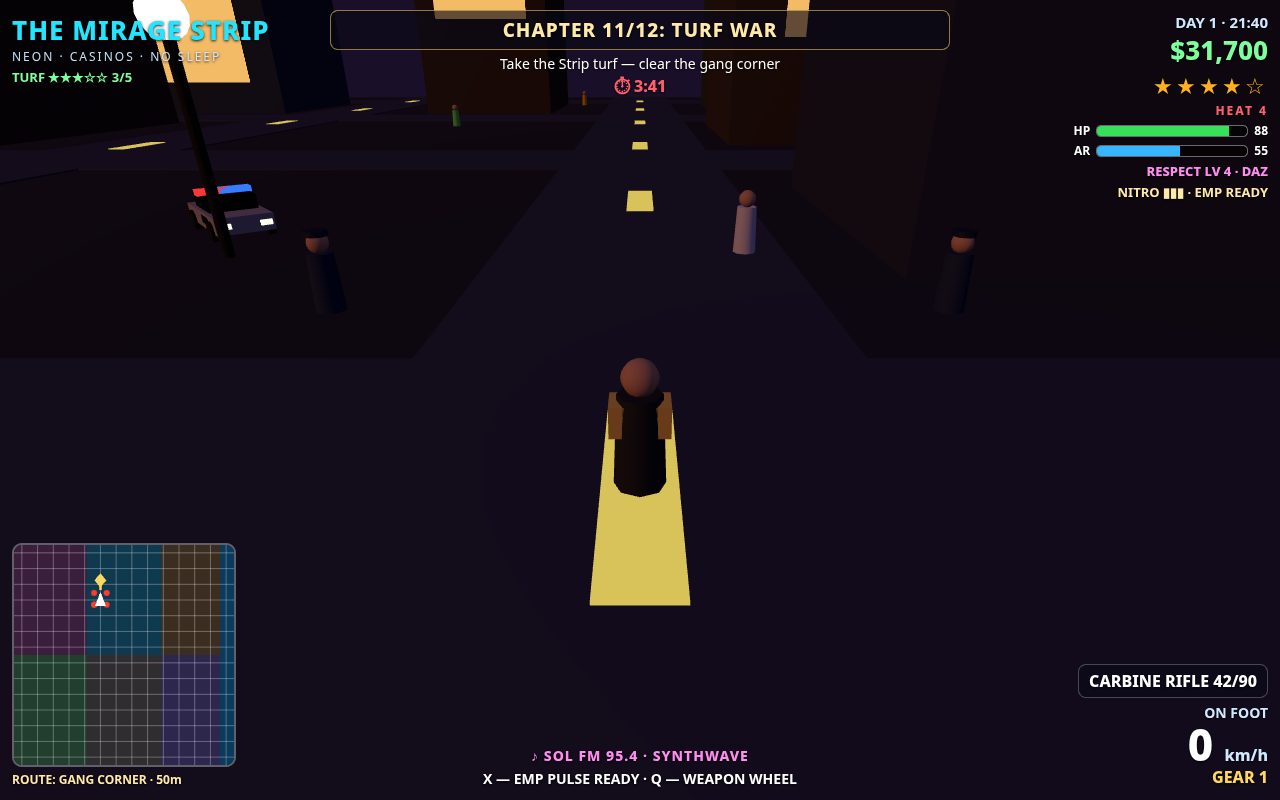 THE MIRAGE STRIP
NEON · CASINOS · NO SLEEP
TURF ★★★☆☆ 3/5
CHAPTER 11/12: TURF WAR
Take the Strip turf — clear the gang corner
⏱ 3:41
DAY 1 · 21:40
$31,700
★★★★☆
HEAT 4
HP 88
AR 55
RESPECT LV 4 · DAZ
NITRO ▮▮▮ · EMP READY
ROUTE: GANG CORNER · 50m
♪ SOL FM 95.4 · SYNTHWAVE
X — EMP PULSE READY · Q — WEAPON WHEEL
CARBINE RIFLE 42/90
ON FOOT
0 km/h
GEAR 1